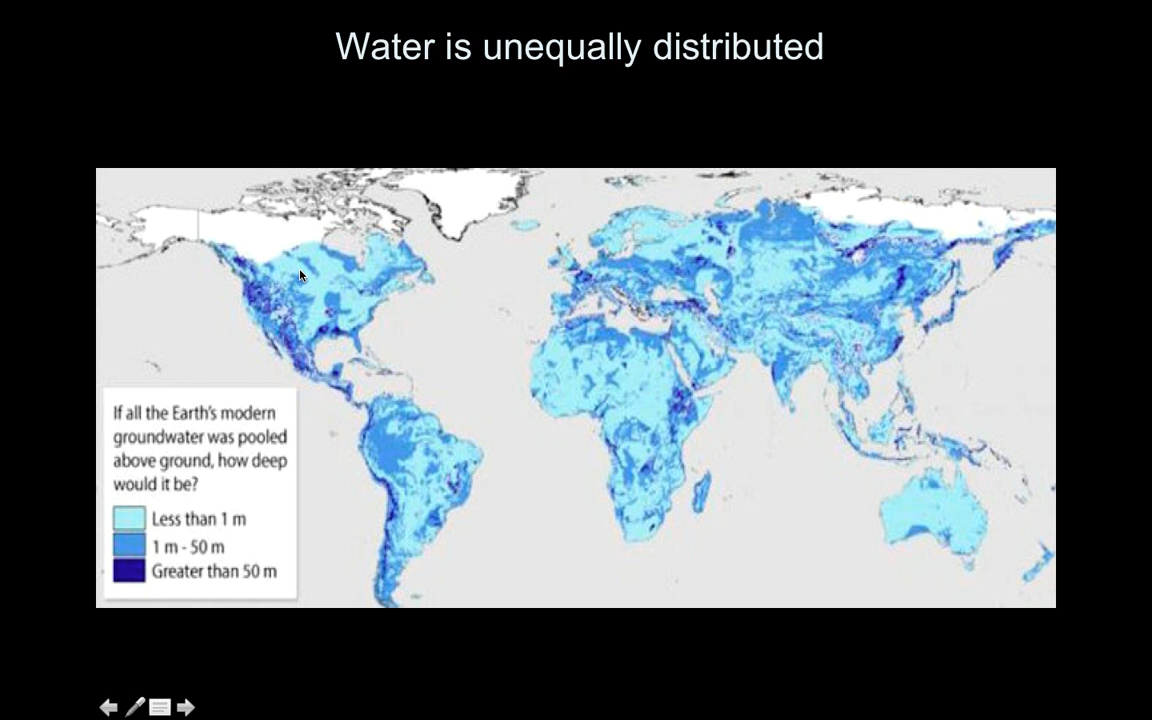 Water is unequally distributed
If all the Earth's modern
groundwater was pooled
above ground, how deep
would it be?
Less than 1 m
1 m - 50 m
Greater than 50 m